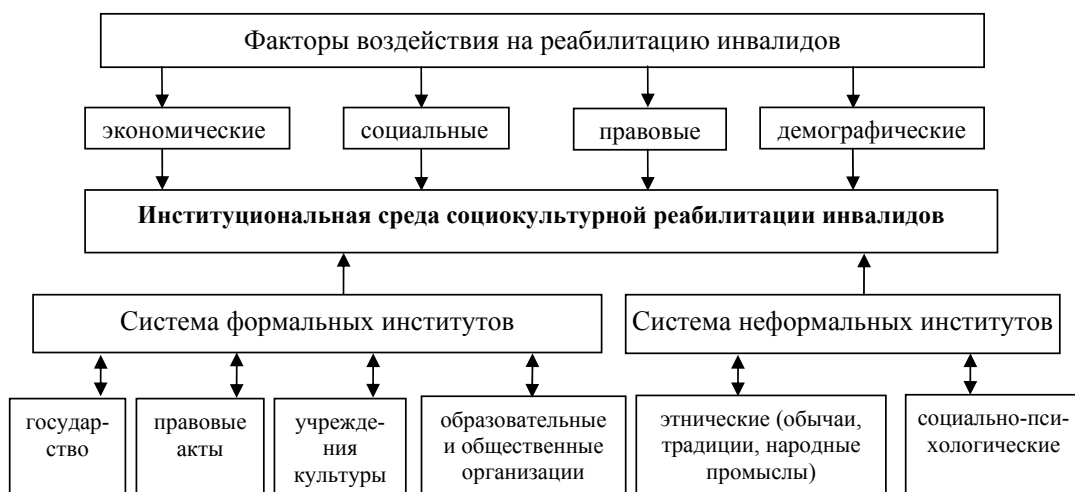 Факторы воздействия на реабилитацию инвалидов
экономические
социальные
правовые
демографические
Институциональная среда социокультурной реабилитации инвалидов
Система формальных институтов
Система неформальных институтов
государ-
ство
правовые
акты
учрежде-
ния
культуры
образовательные
и общественные
организации
этнические (обычаи,
традиции, народные
промыслы)
социально-пси-
хологические